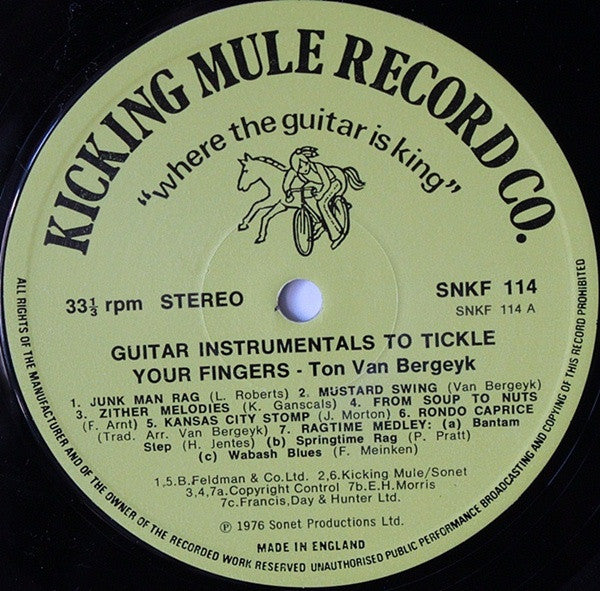 KICKING MULE RECORD CO.
"where the guitar is king"
33⅓ rpm STEREO
SNKF 114
SNKF 114 A
GUITAR INSTRUMENTALS TO TICKLE
YOUR FINGERS - Ton Van Bergeyk
1. JUNK MAN RAG (L. Roberts) 2. MUSTARD SWING (Van Bergeyk)
3. ZITHER MELODIES (K. Ganscals) 4. FROM SOUP TO NUTS
(F. Arnt) 5. KANSAS CITY STOMP (J. Morton) 6. RONDO CAPRICE
(Trad. Arr. Van Bergeyk) 7. RAGTIME MEDLEY: (a) Bantam
Step (H. Jentes) (b) Springtime Rag (P. Pratt)
(c) Wabash Blues (F. Meinken)
1,5.B.Feldman & Co.Ltd. 2,6.Kicking Mule/Sonet
3,4,7a.Copyright Control 7b.E.H.Morris
7c.Francis,Day & Hunter Ltd.
℗ 1976 Sonet Productions Ltd.
MADE IN ENGLAND
ALL RIGHTS OF THE MANUFACTURER AND OF THE OWNER OF THE RECORDED WORK RESERVED UNAUTHORISED PUBLIC PERFORMANCE BROADCASTING AND COPYING OF THIS RECORD PROHIBITED